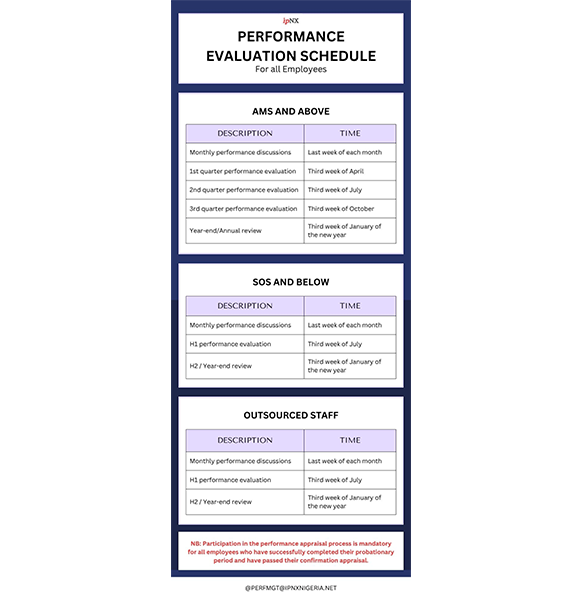 ipNX
PERFORMANCE
EVALUATION SCHEDULE
For all Employees
AMS AND ABOVE
DESCRIPTION TIME
Monthly performance discussions Last week of each month
1st quarter performance evaluation Third week of April
2nd quarter performance evaluation Third week of July
3rd quarter performance evaluation Third week of October
Year-end/Annual review Third week of January of
the new year
SOS AND BELOW
DESCRIPTION TIME
Monthly performance discussions Last week of each month
H1 performance evaluation Third week of July
H2 / Year-end review Third week of January of
the new year
OUTSOURCED STAFF
DESCRIPTION TIME
Monthly performance discussions Last week of each month
H1 performance evaluation Third week of July
H2 / Year-end review Third week of January of
the new year
NB: Participation in the performance appraisal process is mandatory
for all employees who have successfully completed their probationary
period and have passed their confirmation appraisal.
@PERFMGT@IPNXNIGERIA.NET